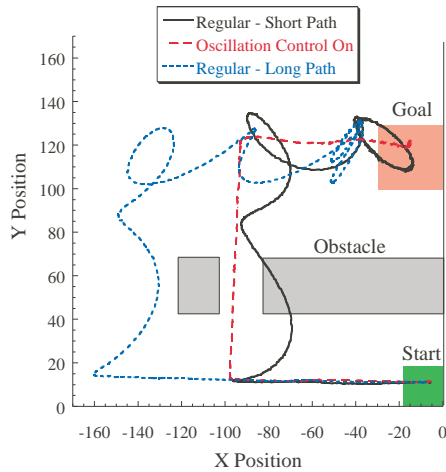 Regular - Short Path
Oscillation Control On
Regular - Long Path
160
140
120
100
80
60
40
20
0
Y Position
Goal
Obstacle
Start
-160 -140 -120 -100 -80 -60 -40 -20 0
X Position